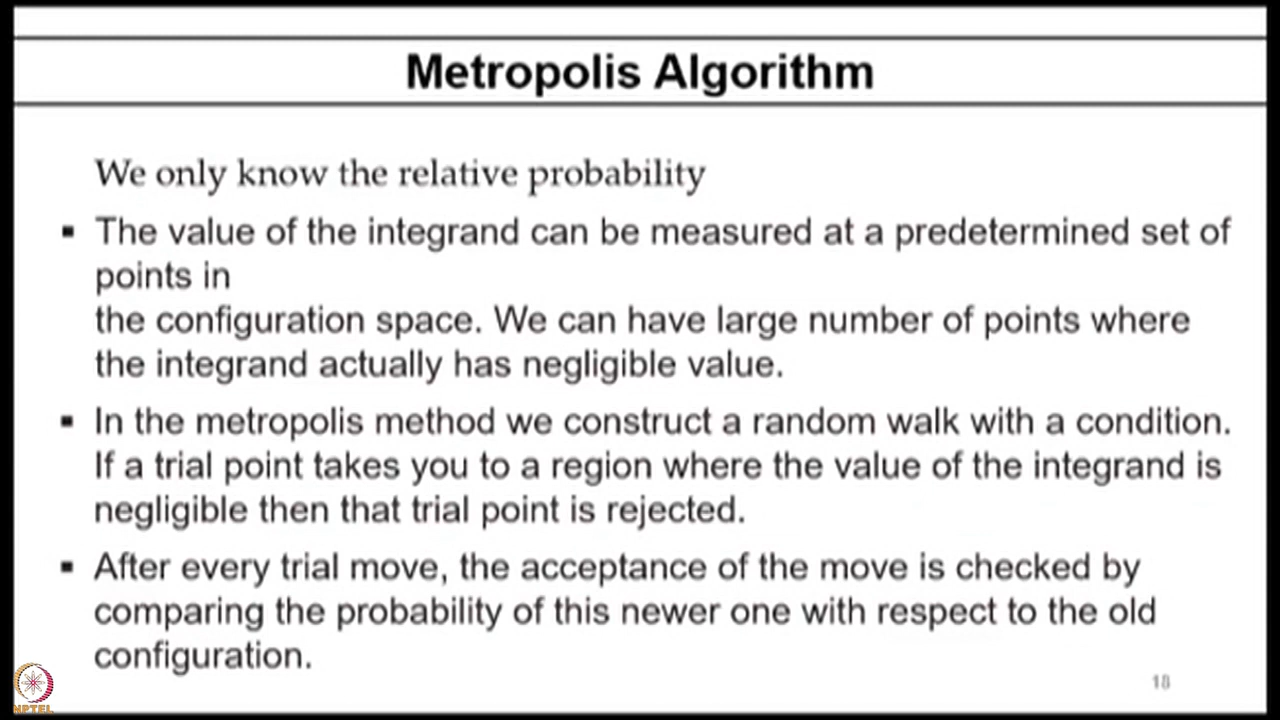 Metropolis Algorithm
We only know the relative probability
▪ The value of the integrand can be measured at a predetermined set of
points in
the configuration space. We can have large number of points where
the integrand actually has negligible value.
▪ In the metropolis method we construct a random walk with a condition.
If a trial point takes you to a region where the value of the integrand is
negligible then that trial point is rejected.
▪ After every trial move, the acceptance of the move is checked by
comparing the probability of this newer one with respect to the old
configuration.
18
NPTEL